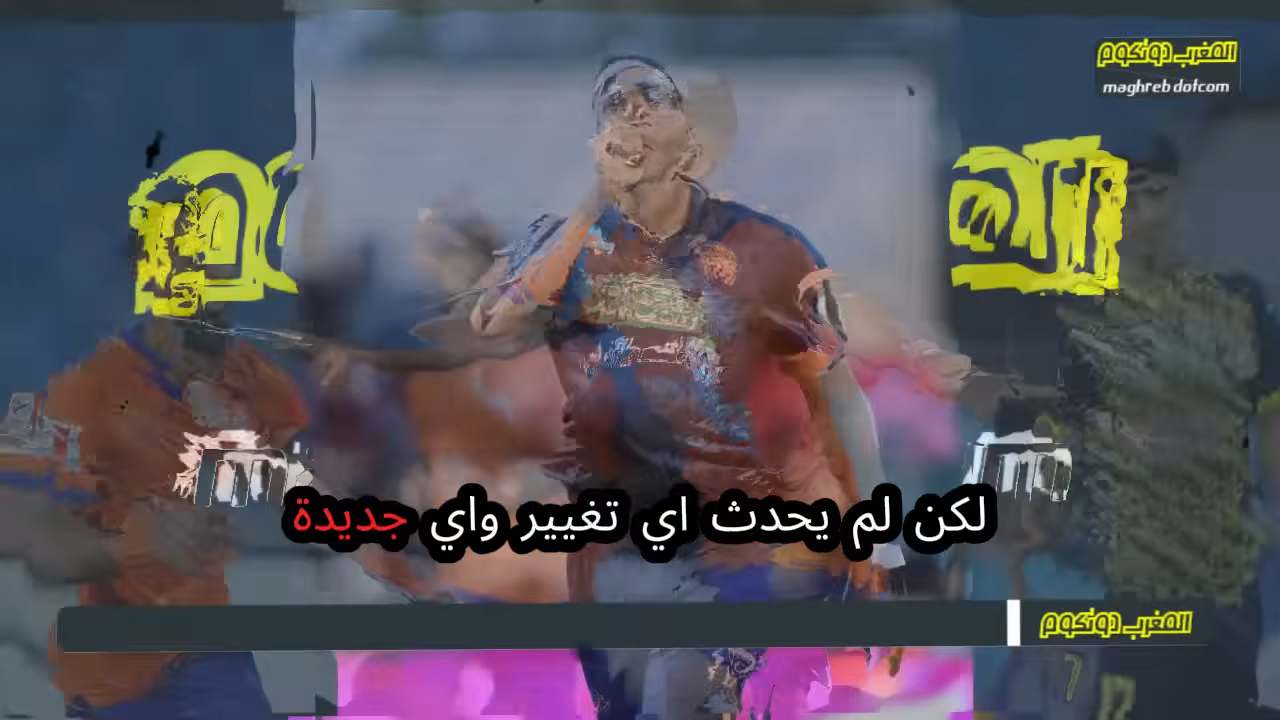 المغرب دوتكوم
maghreb dotcom
لكن لم يحدث اي تغيير واي جديدة
المغرب دوتكوم